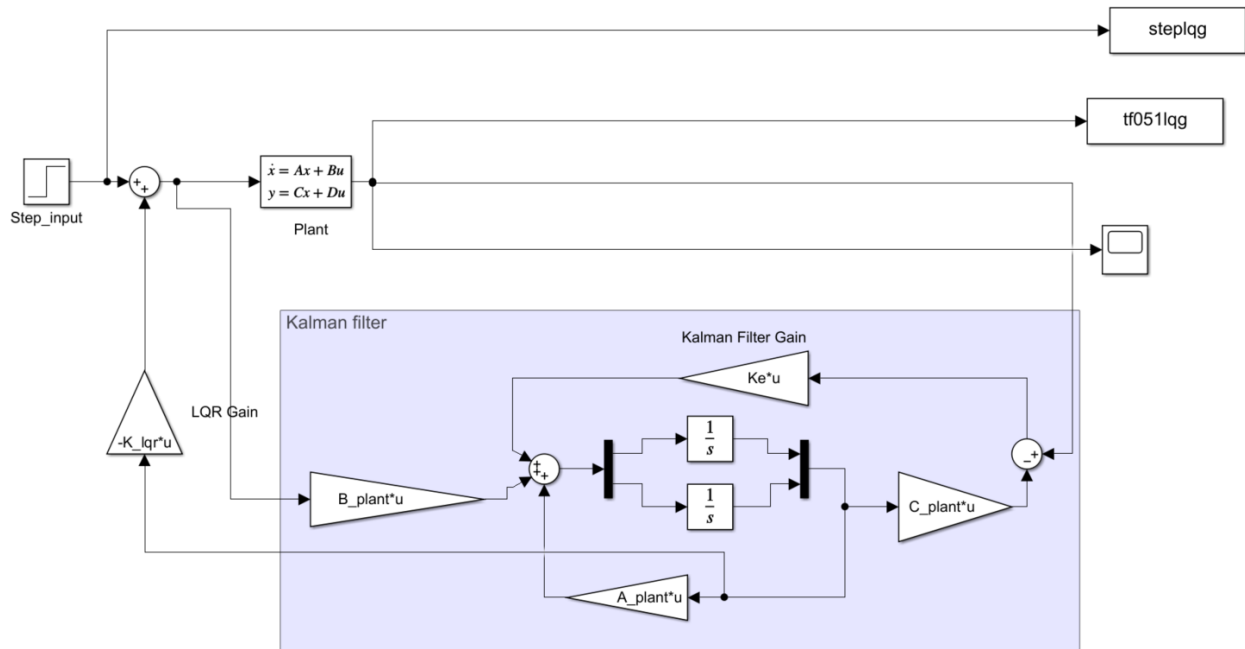 steplqg
tf051lqg
ẋ = Ax + Bu
y = Cx + Du
Step_input
Plant
Kalman filter
Kalman Filter Gain
Ke*u
LQR Gain
-K_lqr*u
1
s
B_plant*u
1
s
C_plant*u
A_plant*u